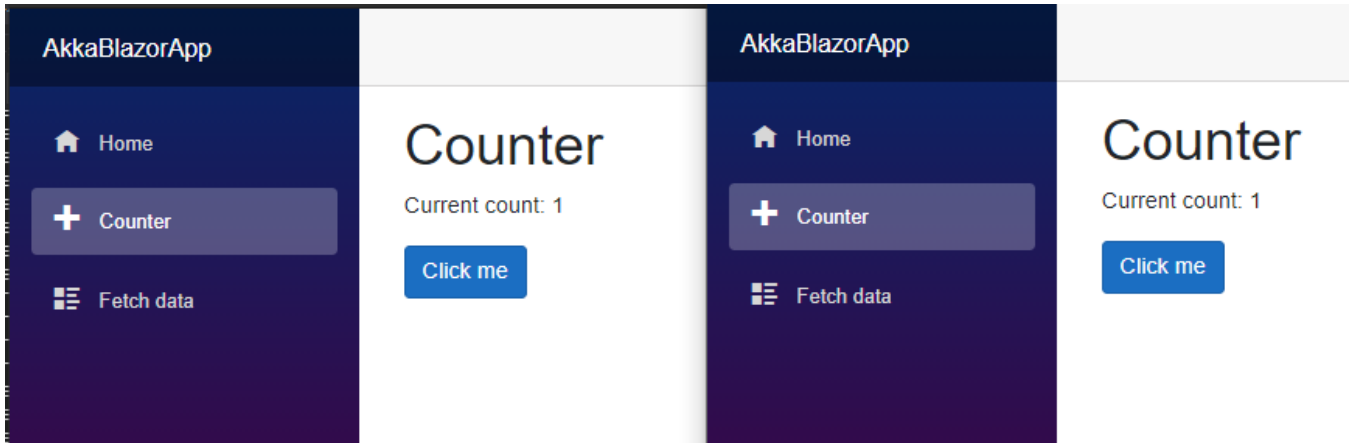 AkkaBlazorApp
Home
Counter
Fetch data
Counter
Current count: 1
Click me
AkkaBlazorApp
Home
Counter
Fetch data
Counter
Current count: 1
Click me